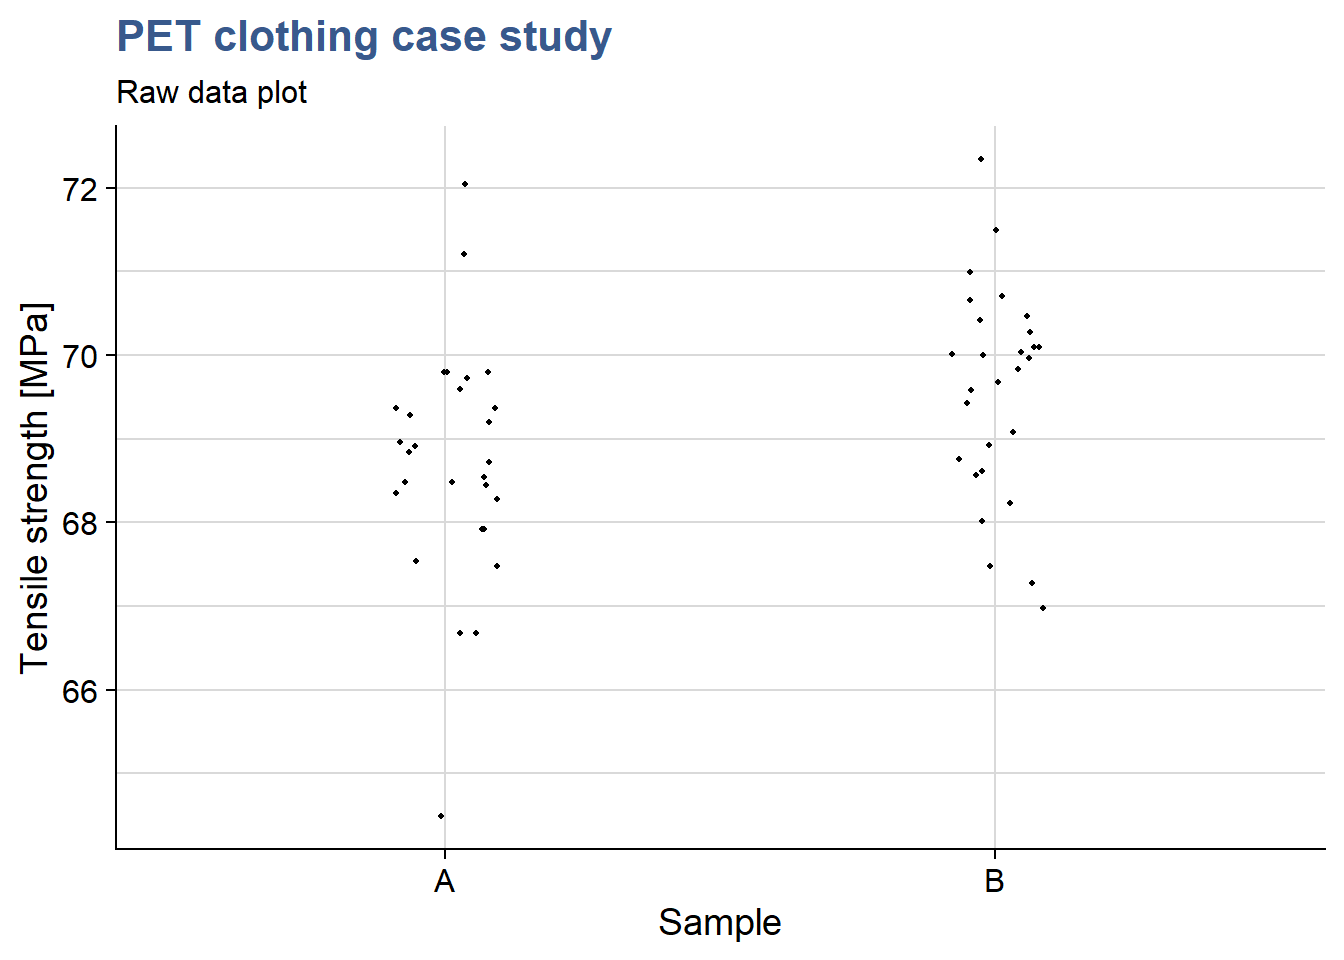 PET clothing case study
Raw data plot
72
70
68
66
Tensile strength [MPa]
A
B
Sample